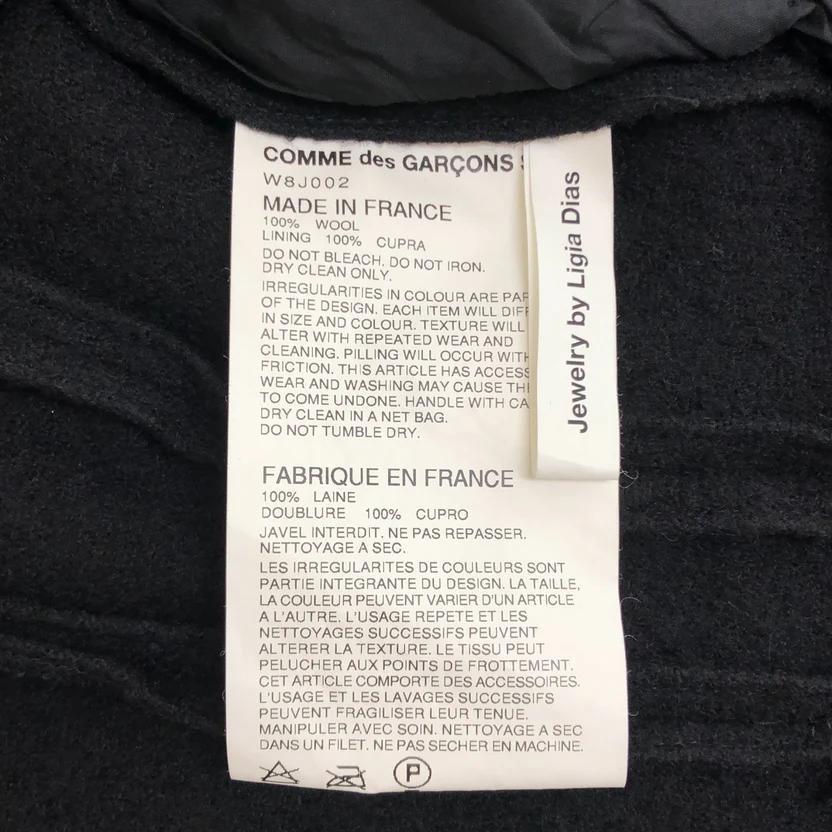 COMME des GARÇONS
W8J002
MADE IN FRANCE
100% WOOL
LINING 100% CUPRA
DO NOT BLEACH. DO NOT IRON.
DRY CLEAN ONLY.
IRREGULARITIES IN COLOUR ARE
OF THE DESIGN. EACH ITEM WILL
IN SIZE AND COLOUR. TEXTURE WILL
ALTER WITH REPEATED WEAR AND
CLEANING. PILLING WILL OCCUR
FRICTION. THIS ARTICLE HAS
WEAR AND WASHING MAY CAUSE
TO COME UNDONE. HANDLE WITH
DRY CLEAN IN A NET BAG.
DO NOT TUMBLE DRY.
Jewelry by Ligia Dias
FABRIQUE EN FRANCE
100% LAINE
DOUBLURE 100% CUPRO
JAVEL INTERDIT. NE PAS REPASSER.
NETTOYAGE A SEC.
LES IRREGULARITES DE COULEURS SONT
PARTIE INTEGRANTE DU DESIGN. LA TAILLE,
LA COULEUR PEUVENT VARIER D'UN ARTICLE
A L'AUTRE. L'USAGE REPETE ET LES
NETTOYAGES SUCCESSIFS PEUVENT
ALTERER LA TEXTURE. LE TISSU PEUT
PELUCHER AUX POINTS DE FROTTEMENT.
CET ARTICLE COMPORTE DES ACCESSOIRES.
L'USAGE ET LES LAVAGES SUCCESSIFS
PEUVENT FRAGILISER LEUR TENUE.
MANIPULER AVEC SOIN. NETTOYAGE A SEC
DANS UN FILET. NE PAS SECHER EN MACHINE.
P